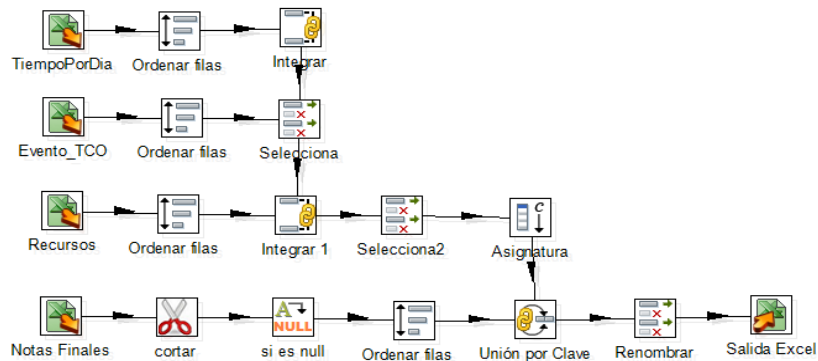 TiempoPorDia
Ordenar filas
Integrar
Evento_TCO
Ordenar filas
Selecciona
Recursos
Ordenar filas
Integrar 1
Selecciona2
C
Asignatura
Notas Finales
cortar
A
NULL
si es null
Ordenar filas
Unión por Clave
Renombrar
Salida Excel